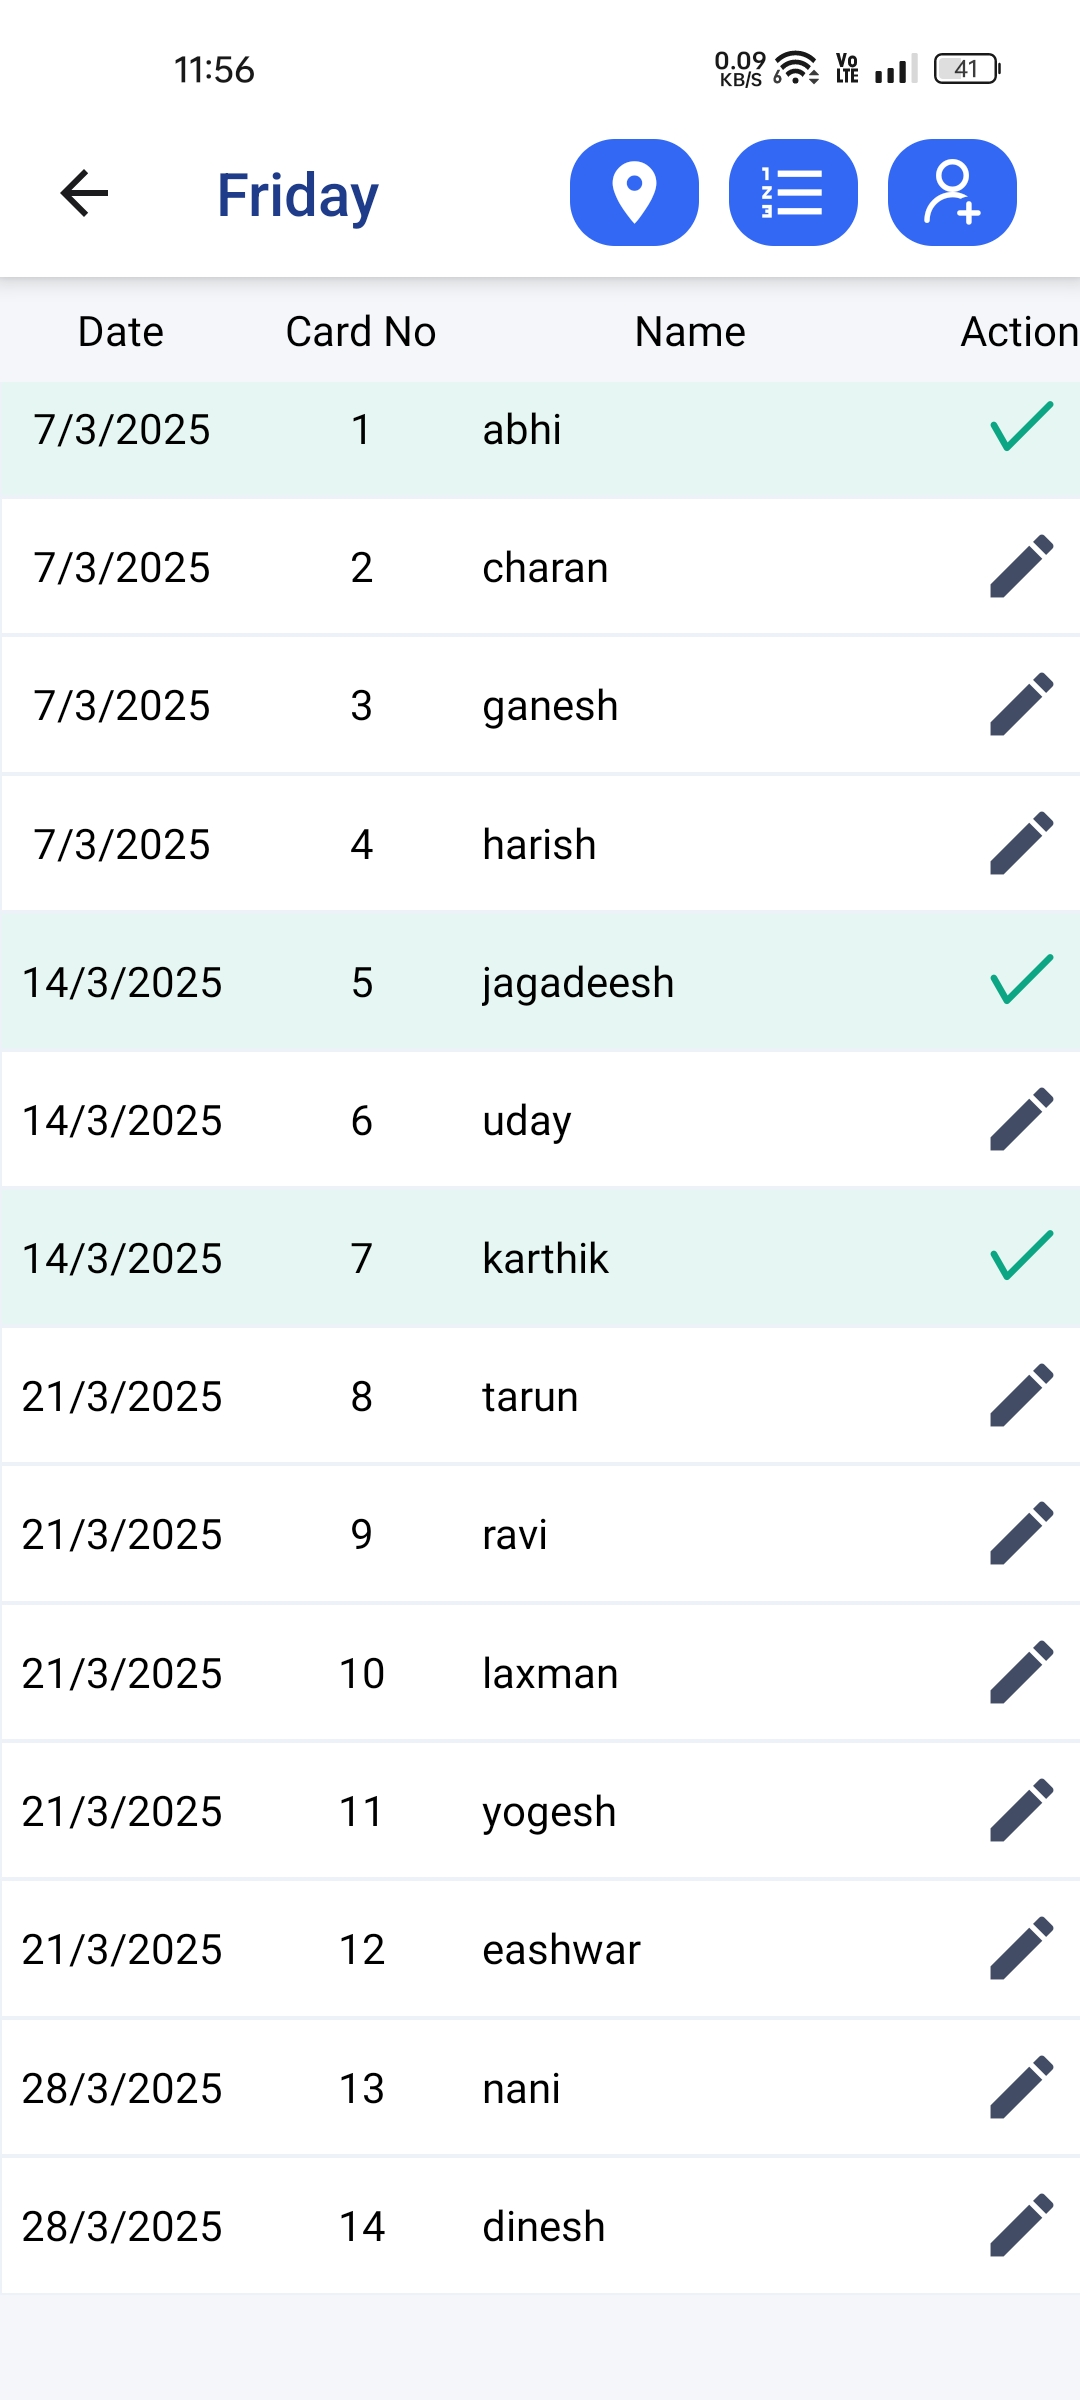 11:56 0.09 KB/S 6 Vo LTE 41
Friday
Date Card No Name Action
7/3/2025 1 abhi
7/3/2025 2 charan
7/3/2025 3 ganesh
7/3/2025 4 harish
14/3/2025 5 jagadeesh
14/3/2025 6 uday
14/3/2025 7 karthik
21/3/2025 8 tarun
21/3/2025 9 ravi
21/3/2025 10 laxman
21/3/2025 11 yogesh
21/3/2025 12 eashwar
28/3/2025 13 nani
28/3/2025 14 dinesh